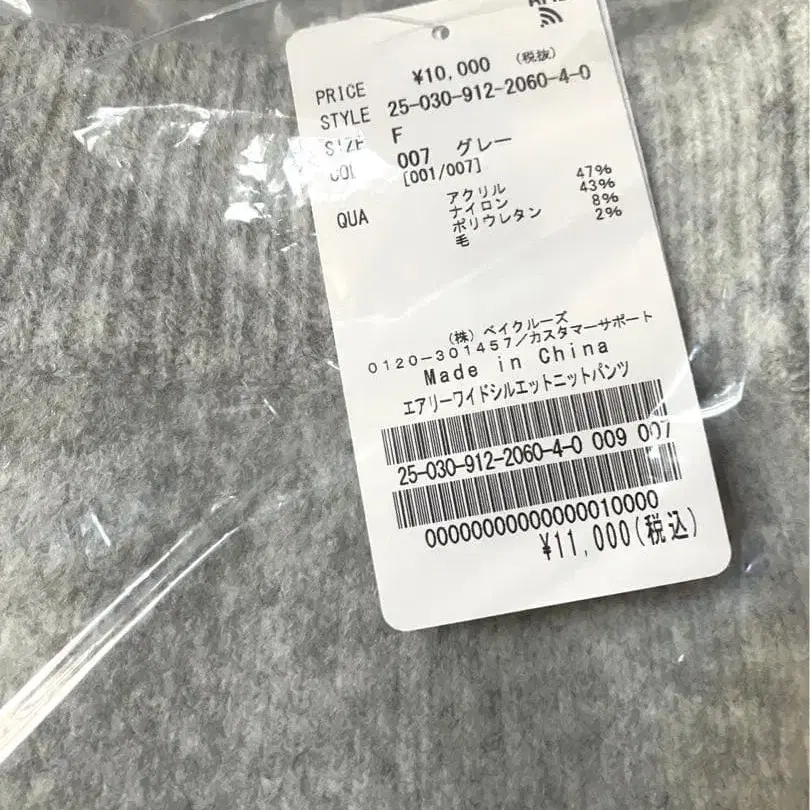 PRICE ¥10,000 (税抜)
STYLE 25-030-912-2060-4-0
SIZE F
COL 007 グレー
[001/007]
QUA アクリル 47%
ナイロン 43%
ポリウレタン 8%
毛 2%
(株) ベイクルーズ
0120-301457/カスタマーサポート
Made in China
エアリーワイドシルエットニットパンツ
25-030-912-2060-4-0 009 007
00000000000000010000
¥11,000(税込)